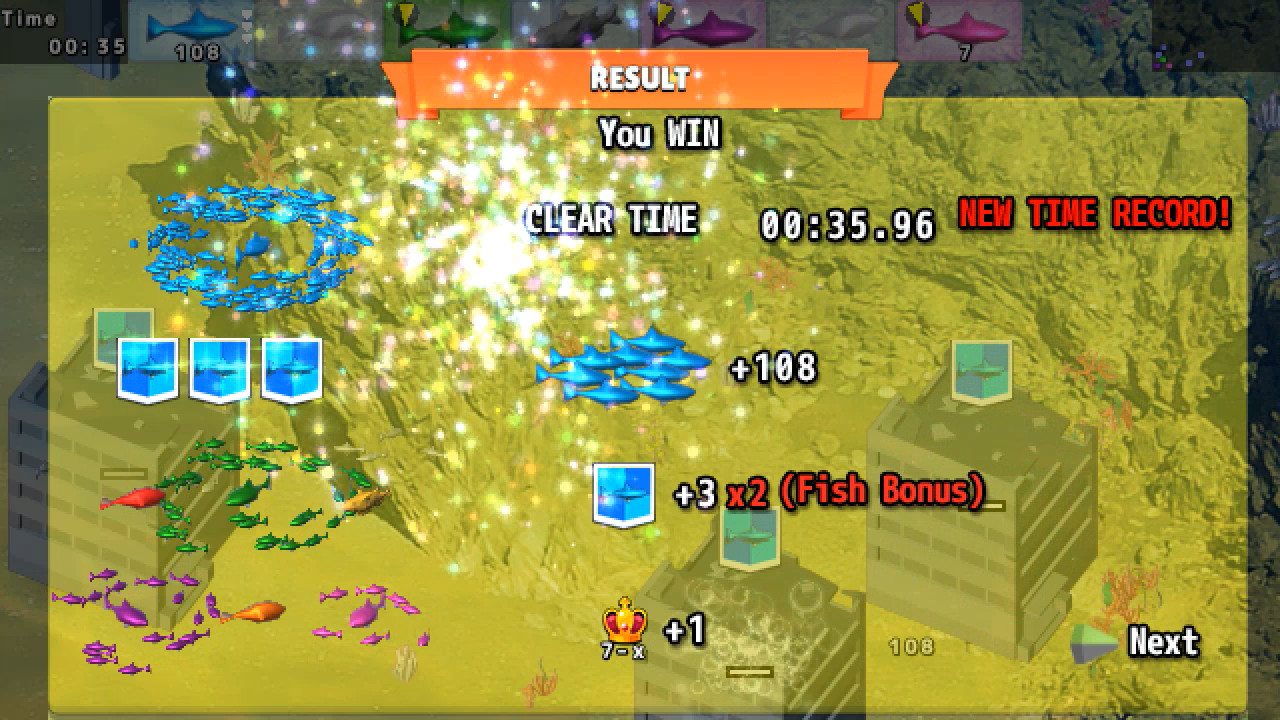 Time
00:35
108
7
RESULT
You WIN
CLEAR TIME 00:35.96 NEW TIME RECORD!
+108
+3 x2 (Fish Bonus)
+1
7-x
108
Next